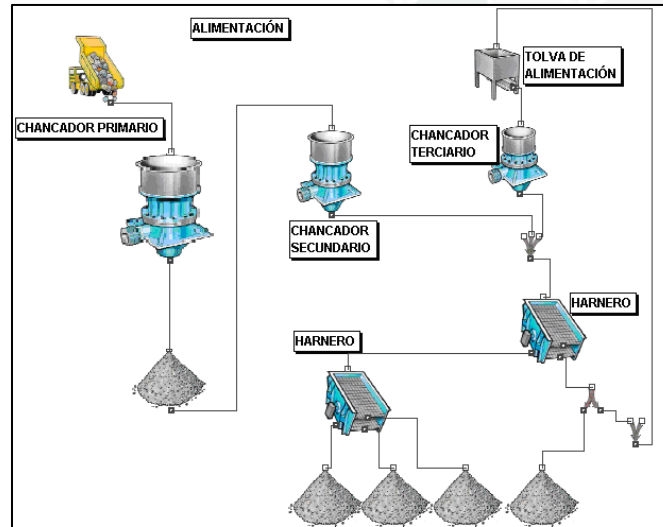 ALIMENTACIÓN
TOLVA DE
ALIMENTACIÓN
CHANCADOR PRIMARIO
CHANCADOR
TERCIARIO
CHANCADOR
SECUNDARIO
HARNERO
HARNERO